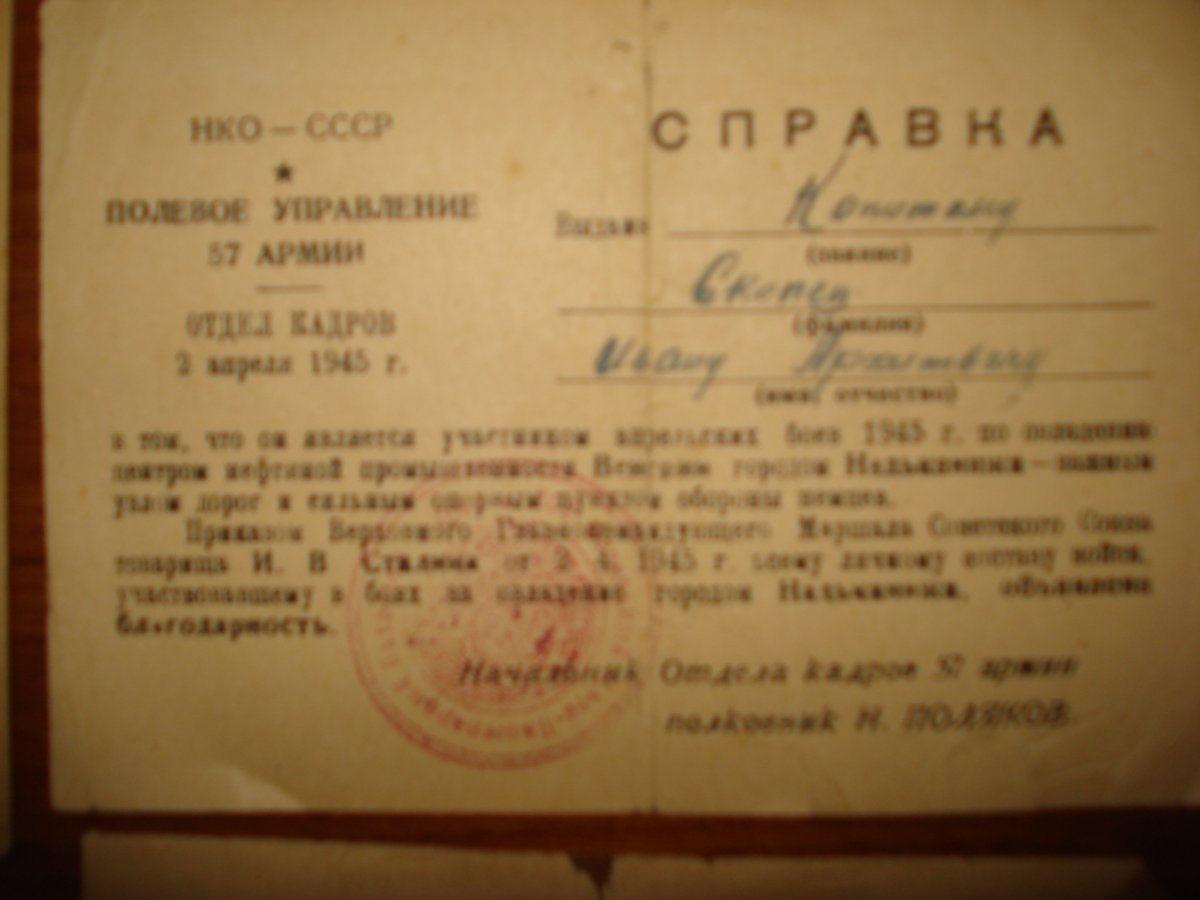 НКО — СССР
★
ПОЛЕВОЕ УПРАВЛЕНИЕ
57 АРМИИ
ОТДЕЛ КАДРОВ
2 апреля 1945 г.
СПРАВКА
Выдана Капитану
(звание)
Скопец
(фамилия)
Ивану
(имя, отчество)
в том, что он является участником апрельских боев 1945 г. по овладению
центром нефтяной промышленности Венгрии городом Надьканижа — важным
узлом дорог и сильным опорным пунктом обороны немцев.
Приказом Верховного Главнокомандующего Маршала Советского Союза
товарища И. В Сталина от 2 4 1945 г. всему личному составу войск,
участвовавшему в боях за овладение городом Надьканижа, объявлена
благодарность.
Начальник Отдела кадров 57 армии
полковник Н. ПОЛЯКОВ.